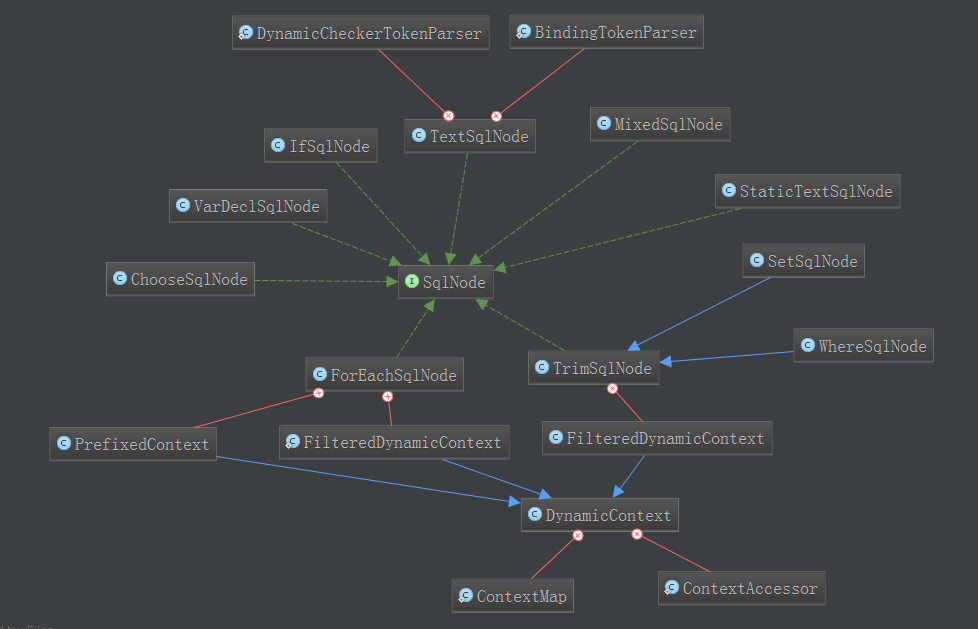 DynamicCheckerTokenParser
BindingTokenParser
TextSqlNode
MixedSqlNode
IfSqlNode
StaticTextSqlNode
VarDeclSqlNode
SetSqlNode
ChooseSqlNode
SqlNode
WhereSqlNode
ForEachSqlNode
TrimSqlNode
PrefixedContext
FilteredDynamicContext
FilteredDynamicContext
DynamicContext
ContextMap
ContextAccessor